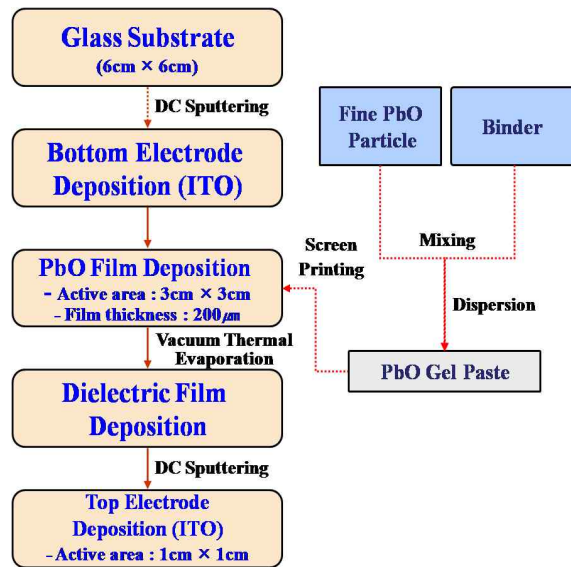 Glass Substrate
(6cm × 6cm)
DC Sputtering
Bottom Electrode
Deposition (ITO)
PbO Film Deposition
- Active area : 3cm × 3cm
- Film thickness : 200㎛
Vacuum Thermal
Evaporation
Dielectric Film
Deposition
DC Sputtering
Top Electrode
Deposition (ITO)
- Active area : 1cm × 1cm
Fine PbO
Particle
Binder
Mixing
Screen
Printing
Dispersion
PbO Gel Paste